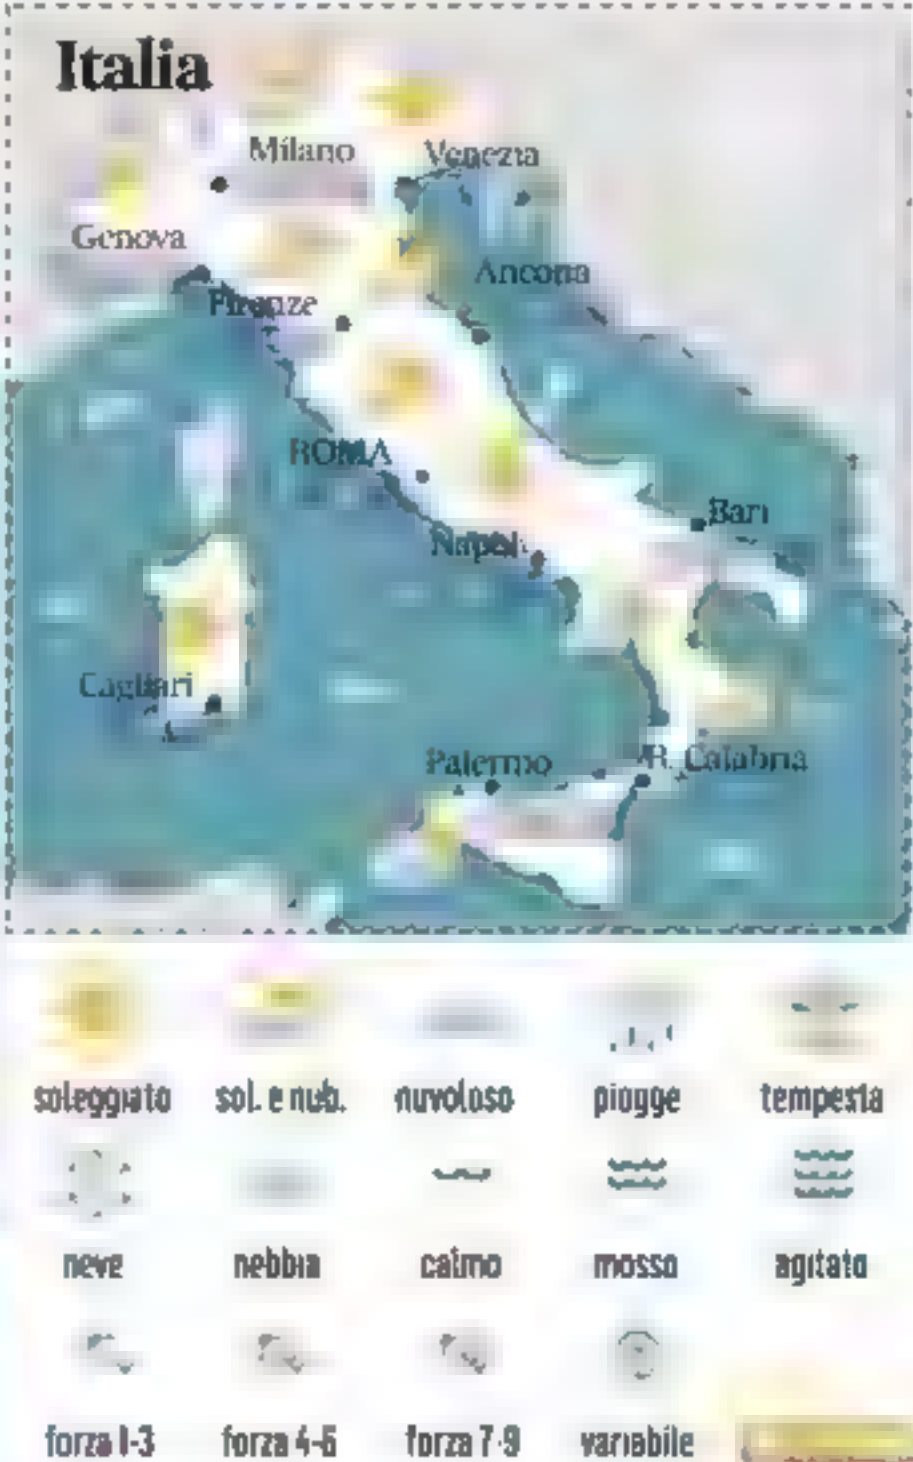 Italia
Milano
Venezia
Genova
Ancona
Firenze
ROMA
Bari
Napoli
Cagliari
Palermo
R. Calabria
soleggiato
sol. e nub.
nuvoloso
piogge
tempesta
neve
nebbia
calmo
mosso
agitato
forza 1-3
forza 4-6
forza 7-9
variabile